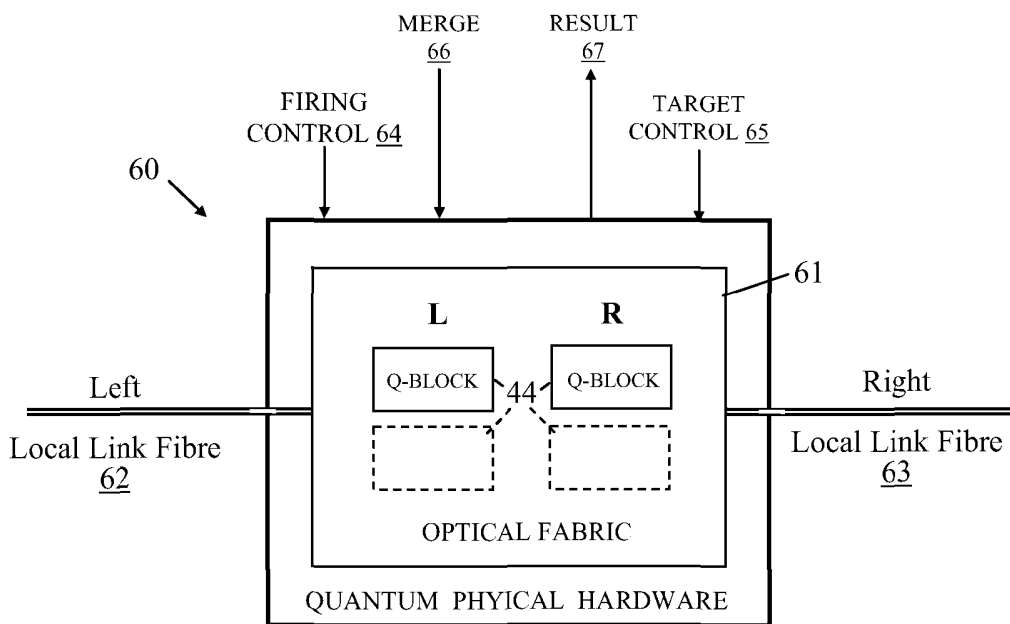 MERGE
66
RESULT
67
FIRING
CONTROL 64
TARGET
CONTROL 65
60
61
L
R
Q-BLOCK
44
Q-BLOCK
Left
Local Link Fibre
62
Right
Local Link Fibre
63
OPTICAL FABRIC
QUANTUM PHYICAL HARDWARE